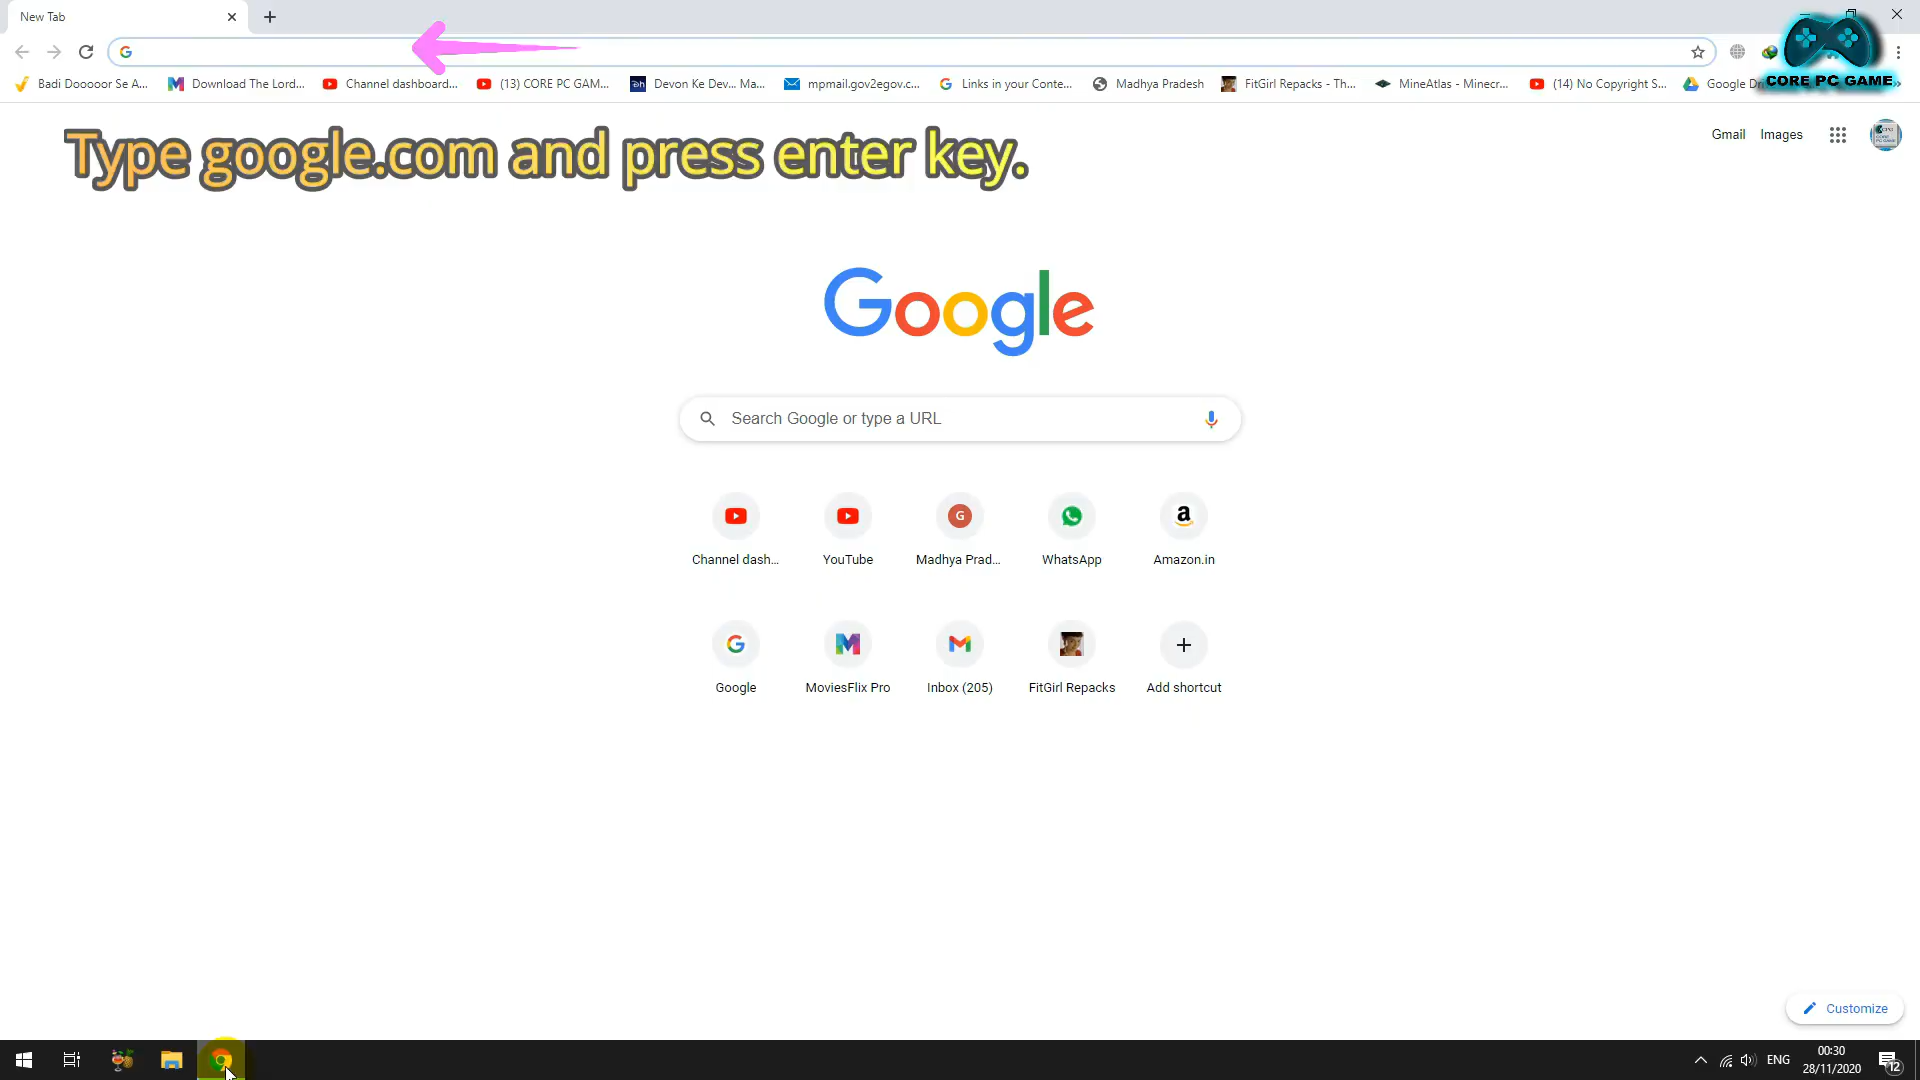 New Tab
Badi Dooooor Se A...
Download The Lord...
Channel dashboard...
(13) CORE PC GAM...
Devon Ke Dev... Ma...
mpmail.gov2egov.c...
Links in your Conte...
Madhya Pradesh
FitGirl Repacks - Th...
MineAtlas - Minecr...
(14) No Copyright S...
Google
CORE PC GAME
Type google.com and press enter key.
Gmail
Images
Google
Search Google or type a URL
Channel dash...
YouTube
Madhya Prad...
WhatsApp
Amazon.in
Google
MoviesFlix Pro
Inbox (205)
FitGirl Repacks
Add shortcut
Customize
ENG
00:30
28/11/2020
12